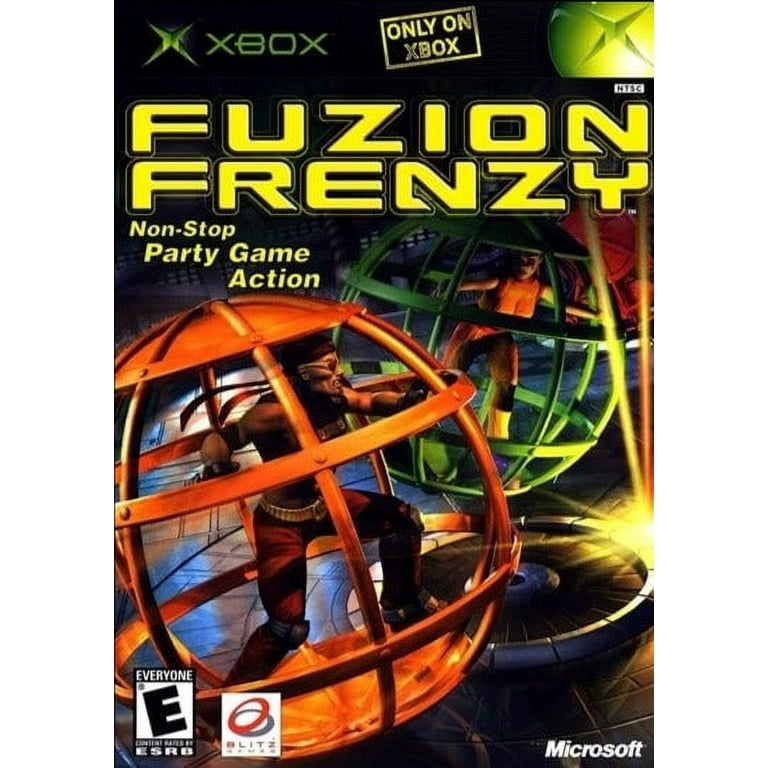 XBOX
ONLY ON
XBOX
NTSC
FUZION
FRENZY™
Non-Stop
Party Game
Action
EVERYONE
E
CONTENT RATED BY
ESRB
BLITZ
GAMES
Microsoft